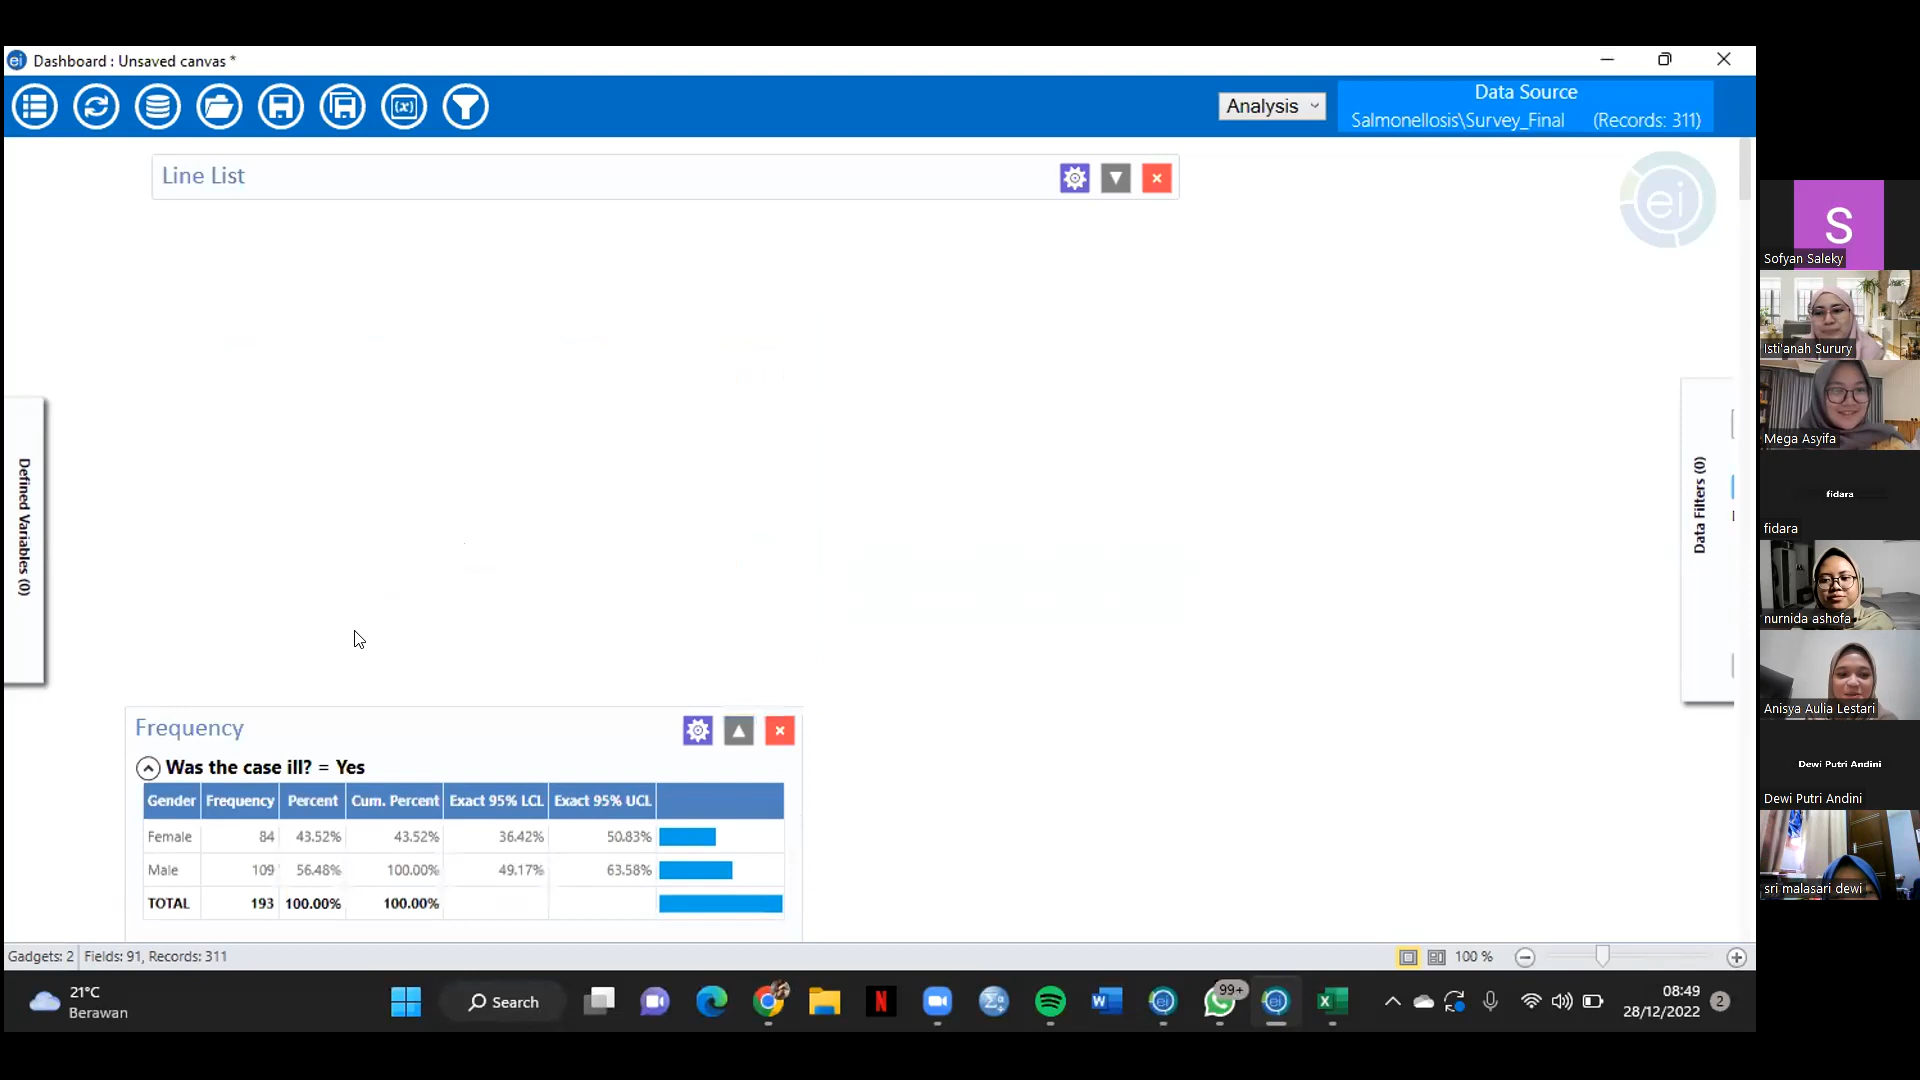 ei Dashboard : Unsaved canvas *
Analysis
Data Source
Salmonellosis\Survey_Final (Records: 311)
Line List
ei
Defined Variables (0)
Data Filters (0)
Frequency
Was the case ill? = Yes
Gender Frequency Percent Cum. Percent Exact 95% LCL Exact 95% UCL
Female 84 43.52% 43.52% 36.42% 50.83%
Male 109 56.48% 100.00% 49.17% 63.58%
TOTAL 193 100.00% 100.00%
Gadgets: 2 Fields: 91, Records: 311
100 %
21°C
Berawan
Search
99+
08:49
28/12/2022
2
S
Sofyan Saleky
Isti'anah Surury
Mega Asyifa
fidara
fidara
nurnida ashofa
Anisya Aulia Lestari
Dewi Putri Andini
Dewi Putri Andini
sri malasari dewi